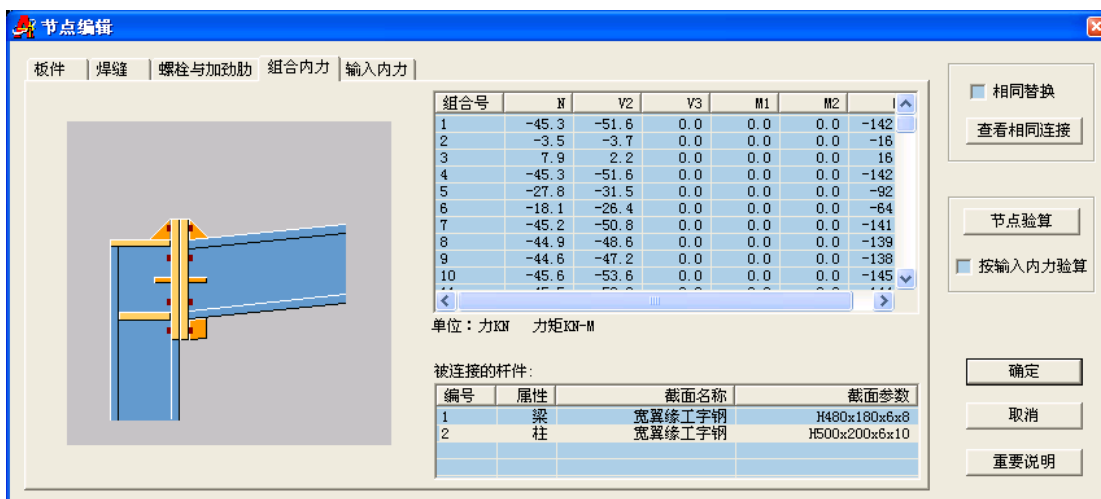 节点编辑
板件 焊缝 螺栓与加劲肋 组合内力 输入内力
组合号 N V2 V3 M1 M2
1 -45.3 -51.6 0.0 0.0 0.0 -142
2 -3.5 -3.7 0.0 0.0 0.0 -16
3 7.9 2.2 0.0 0.0 0.0 16
4 -45.3 -51.6 0.0 0.0 0.0 -142
5 -27.8 -31.5 0.0 0.0 0.0 -92
6 -18.1 -26.4 0.0 0.0 0.0 -64
7 -45.2 -50.8 0.0 0.0 0.0 -141
8 -44.9 -48.6 0.0 0.0 0.0 -139
9 -44.6 -47.2 0.0 0.0 0.0 -138
10 -45.6 -53.6 0.0 0.0 0.0 -145
单位：力KN 力矩KN-M
被连接的杆件:
编号 属性 截面名称 截面参数
1 梁 宽翼缘工字钢 H480x180x6x8
2 柱 宽翼缘工字钢 H500x200x6x10
相同替换
查看相同连接
节点验算
按输入内力验算
确定
取消
重要说明